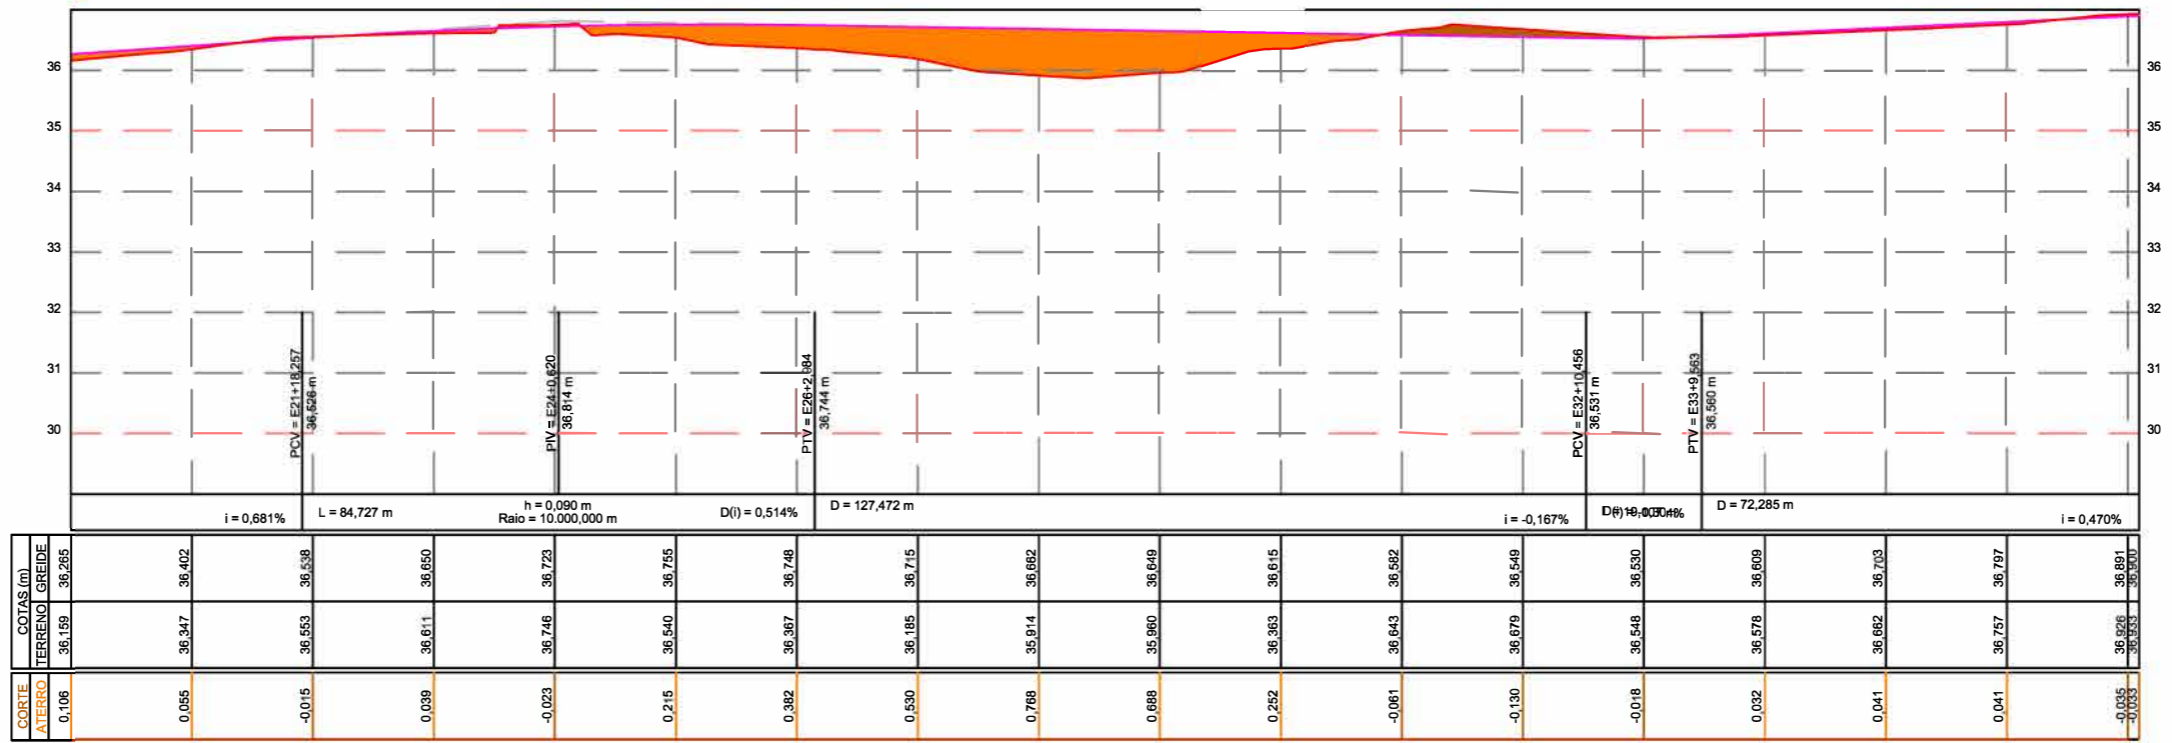 36 36
35 35
34 34
33 33
32 32
31 31
30 30
PCV = E21+18,257
36,526 m
PIV = E24+0,620
36,814 m
PTV = E26+2,984
36,744 m
PCV = E32+10,456
36,531 m
PTV = E33+9,563
36,560 m
i = 0,681%
L = 84,727 m
h = 0,090 m
Raio = 10.000,000 m
D(i) = 0,514%
D = 127,472 m
i = -0,167%
D = 72,285 m
i = 0,470%
COTAS (m)
GREIDE 36,265 36,402 36,538 36,650 36,723 36,755 36,748 36,715 36,662 36,649 36,615 36,582 36,549 36,530 36,609 36,703 36,797 36,891 36,900
TERRENO 36,159 36,347 36,553 36,611 36,746 36,540 36,367 36,185 35,914 35,960 36,363 36,643 36,679 36,548 36,578 36,662 36,757 36,926 36,933
CORTE
ATERRO 0,106 0,055 -0,015 0,039 -0,023 0,215 0,382 0,530 0,768 0,688 0,252 -0,061 -0,130 -0,018 0,032 0,041 0,041 -0,035 -0,033